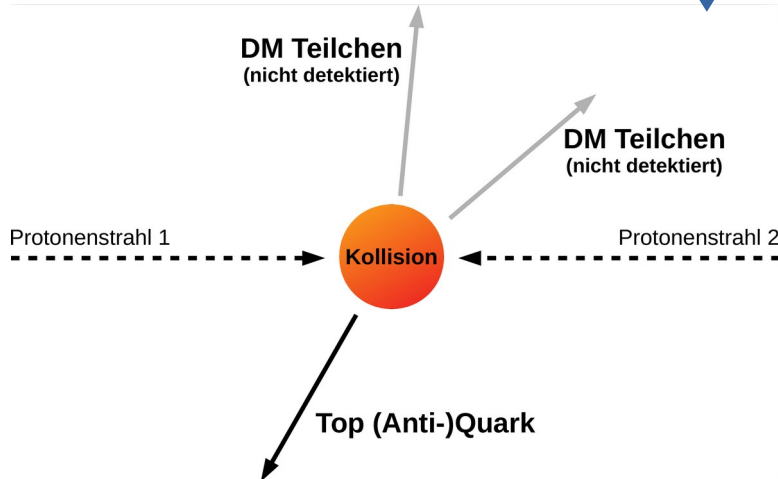 DM Teilchen
(nicht detektiert)
DM Teilchen
(nicht detektiert)
Protonenstrahl 1
Protonenstrahl 2
Kollision
Top (Anti-)Quark